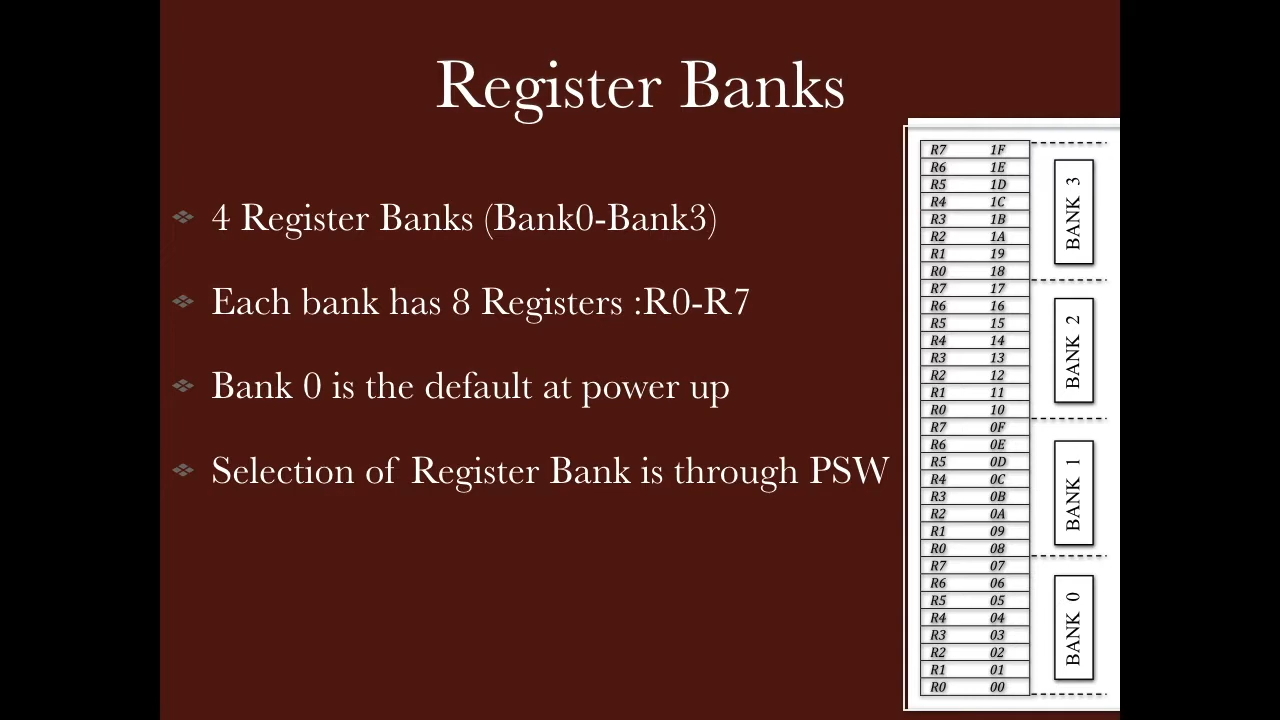 Register Banks
4 Register Banks (Bank0-Bank3)
Each bank has 8 Registers :R0-R7
Bank 0 is the default at power up
Selection of Register Bank is through PSW
R7 1F
R6 1E
R5 1D
R4 1C
R3 1B
R2 1A
R1 19
R0 18
BANK 3
R7 17
R6 16
R5 15
R4 14
R3 13
R2 12
R1 11
R0 10
BANK 2
R7 0F
R6 0E
R5 0D
R4 0C
R3 0B
R2 0A
R1 09
R0 08
BANK 1
R7 07
R6 06
R5 05
R4 04
R3 03
R2 02
R1 01
R0 00
BANK 0